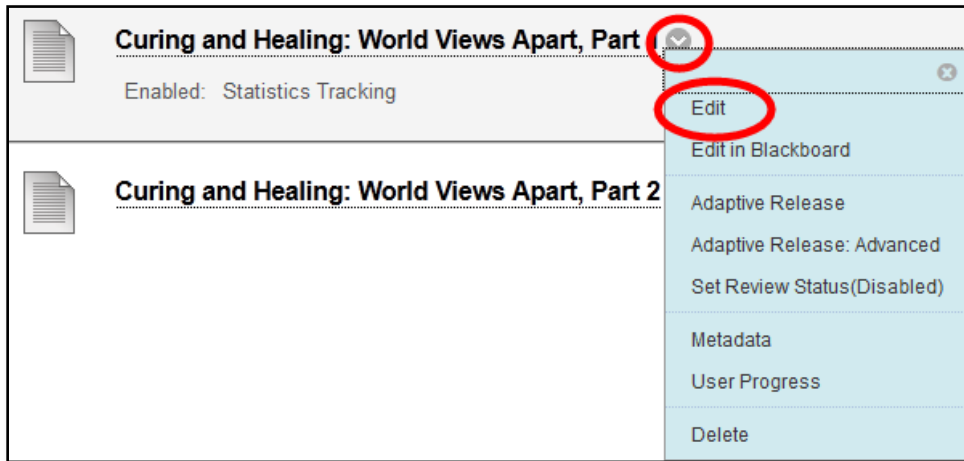 Curing and Healing: World Views Apart, Part 1
Enabled: Statistics Tracking
Edit
Edit in Blackboard
Curing and Healing: World Views Apart, Part 2
Adaptive Release
Adaptive Release: Advanced
Set Review Status(Disabled)
Metadata
User Progress
Delete